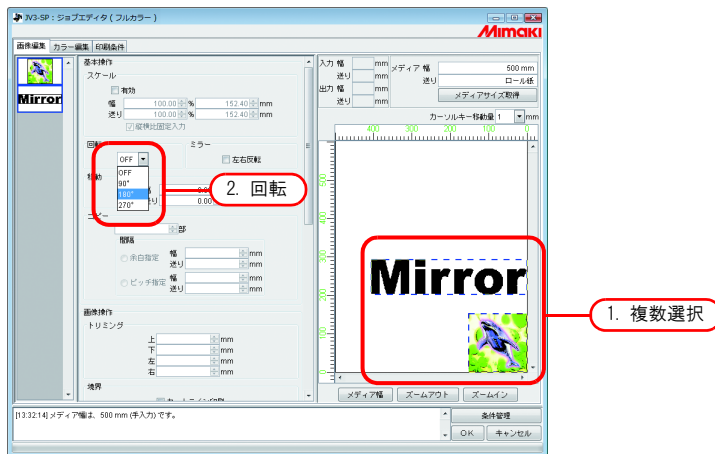 JV3-SP : ジョブエディタ ( フルカラー )
Mimaki
画像編集 カラー編集 印刷条件
Mirror
基本操作
スケール
有効
幅 100.00 % 152.40 mm
送り 100.00 % 152.40 mm
縦横比固定入力
回転 ミラー
OFF 左右反転
OFF
90°
180°
270°
移動
0.00
送り 0.00
2. 回転
コピー
部
間隔
余白指定 幅 mm
送り mm
ピッチ指定 幅 mm
送り mm
画像操作
トリミング
上 mm
下 mm
左 mm
右 mm
境界
入力 幅 mm
送り mm
出力 幅 mm
送り mm
メディア 幅 500 mm
送り ロール紙
メディアサイズ取得
カーソルキー移動量 1 mm
400 300 200 100 0
500
400
300
200
100
0
Mirror
1. 複数選択
メディア幅 ズームアウト ズームイン
[13:32:14] メディア幅は、500 mm (手入力) です。
条件管理
OK キャンセル